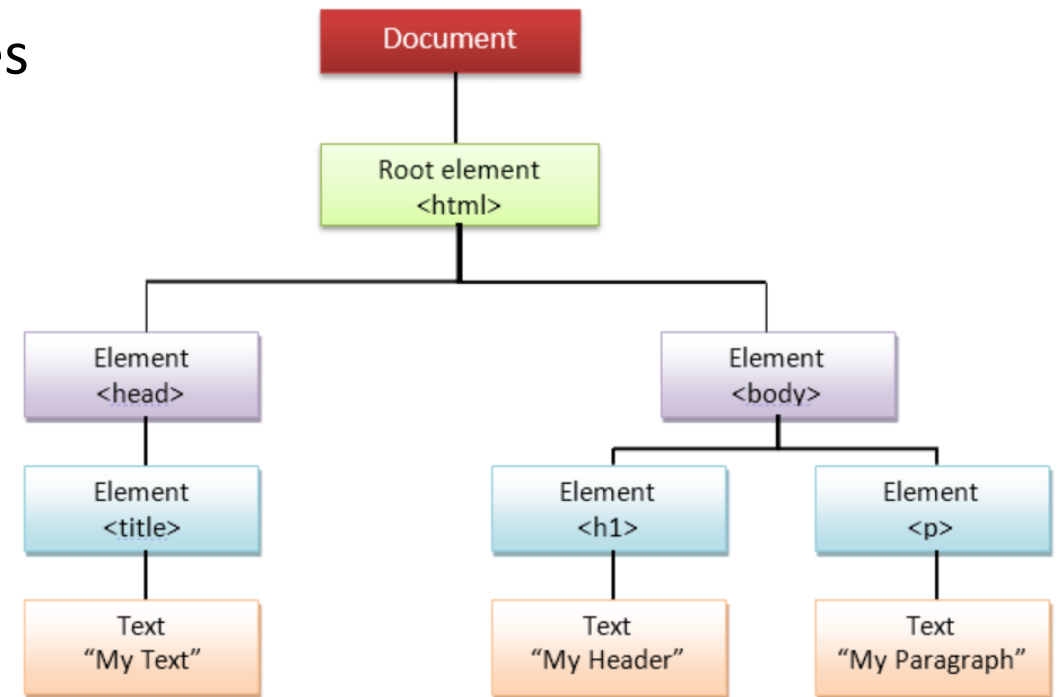 es
Document
Root element
<html>
Element
<head>
Element
<body>
Element
<title>
Element
<h1>
Element
<p>
Text
“My Text”
Text
“My Header”
Text
“My Paragraph”